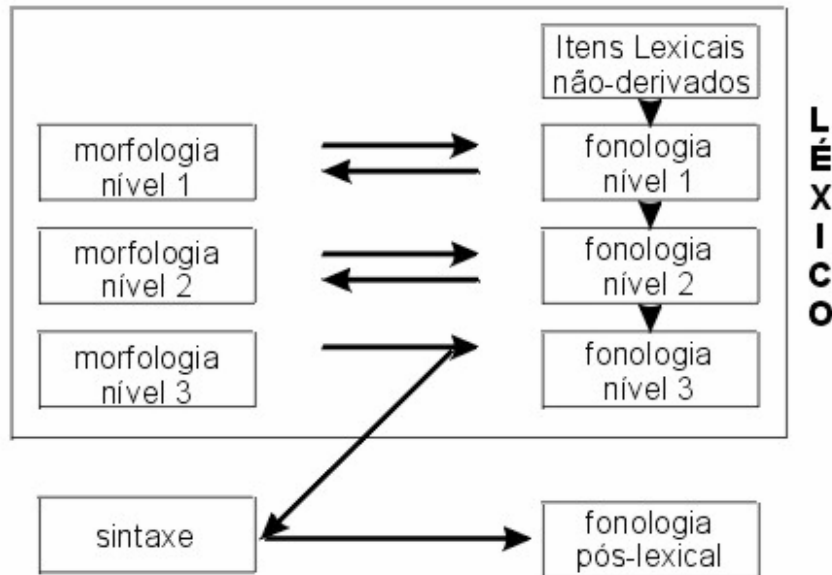 Itens Lexicais
não-derivados
morfologia
nível 1
fonologia
nível 1
morfologia
nível 2
fonologia
nível 2
morfologia
nível 3
fonologia
nível 3
LÉXICO
sintaxe
fonologia
pós-lexical